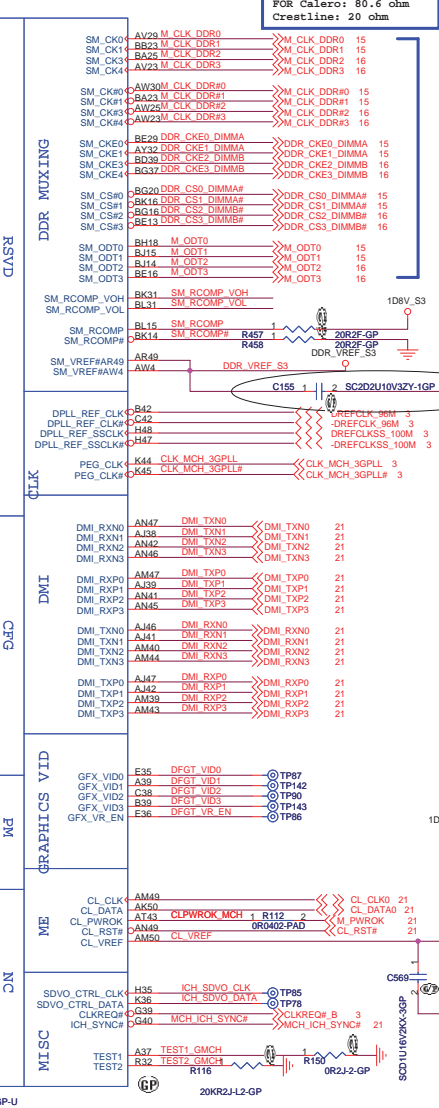 FOR Calero: 80.6 ohm
Crestline: 20 ohm
RSVD
CFG
PM
NC
DDR MUXING
CLK
DMI
GRAPHICS VID
ME
MISC
SM_CK0 AV29 M_CLK_DDR0 M_CLK_DDR0 15
SM_CK1 BB23 M_CLK_DDR1 M_CLK_DDR1 15
SM_CK3 BA25 M_CLK_DDR2 M_CLK_DDR2 16
SM_CK4 AV23 M_CLK_DDR3 M_CLK_DDR3 16
SM_CK#0 AW30 M_CLK_DDR#0 M_CLK_DDR#0 15
SM_CK#1 BA23 M_CLK_DDR#1 M_CLK_DDR#1 15
SM_CK#3 AW25 M_CLK_DDR#2 M_CLK_DDR#2 16
SM_CK#4 AW23 M_CLK_DDR#3 M_CLK_DDR#3 16
SM_CKE0 BE29 DDR_CKE0_DIMMA DDR_CKE0_DIMMA 15
SM_CKE1 AY32 DDR_CKE1_DIMMA DDR_CKE1_DIMMA 15
SM_CKE3 BD39 DDR_CKE2_DIMMB DDR_CKE2_DIMMB 16
SM_CKE4 BG37 DDR_CKE3_DIMMB DDR_CKE3_DIMMB 16
SM_CS#0 BG20 DDR_CS0_DIMMA# DDR_CS0_DIMMA# 15
SM_CS#1 BK16 DDR_CS1_DIMMA# DDR_CS1_DIMMA# 15
SM_CS#2 BG16 DDR_CS2_DIMMB# DDR_CS2_DIMMB# 16
SM_CS#3 BE13 DDR_CS3_DIMMB# DDR_CS3_DIMMB# 16
SM_ODT0 BH18 M_ODT0 M_ODT0 15
SM_ODT1 BJ15 M_ODT1 M_ODT1 15
SM_ODT2 BJ14 M_ODT2 M_ODT2 16
SM_ODT3 BE16 M_ODT3 M_ODT3 16
SM_RCOMP_VOH BK31 SM_RCOMP_VOH
SM_RCOMP_VOL BL31 SM_RCOMP_VOL
1D8V_S3
SM_RCOMP BL15 SM_RCOMP R457 1 2 20R2F-GP
SM_RCOMP# BK14 SM_RCOMP# R458 1 2 20R2F-GP
DDR_VREF_S3
SM_VREF#AR49 AR49
SM_VREF#AW4 AW4 DDR_VREF_S3
C155 1 2 SC2D2U10V3ZY-1GP
DPLL_REF_CLK B42 DREFCLK_96M 3
DPLL_REF_CLK# C42 -DREFCLK_96M 3
DPLL_REF_SSCLK H48 DREFCLKSS_100M 3
DPLL_REF_SSCLK# H47 -DREFCLKSS_100M 3
PEG_CLK K44 CLK_MCH_3GPLL CLK_MCH_3GPLL 3
PEG_CLK# K45 CLK_MCH_3GPLL# CLK_MCH_3GPLL# 3
DMI_RXN0 AN47 DMI_TXN0 DMI_TXN0 21
DMI_RXN1 AJ38 DMI_TXN1 DMI_TXN1 21
DMI_RXN2 AN42 DMI_TXN2 DMI_TXN2 21
DMI_RXN3 AN46 DMI_TXN3 DMI_TXN3 21
DMI_RXP0 AM47 DMI_TXP0 DMI_TXP0 21
DMI_RXP1 AJ39 DMI_TXP1 DMI_TXP1 21
DMI_RXP2 AN41 DMI_TXP2 DMI_TXP2 21
DMI_RXP3 AN45 DMI_TXP3 DMI_TXP3 21
DMI_TXN0 AJ46 DMI_RXN0 DMI_RXN0 21
DMI_TXN1 AJ41 DMI_RXN1 DMI_RXN1 21
DMI_TXN2 AM40 DMI_RXN2 DMI_RXN2 21
DMI_TXN3 AM44 DMI_RXN3 DMI_RXN3 21
DMI_TXP0 AJ47 DMI_RXP0 DMI_RXP0 21
DMI_TXP1 AJ42 DMI_RXP1 DMI_RXP1 21
DMI_TXP2 AM39 DMI_RXP2 DMI_RXP2 21
DMI_TXP3 AM43 DMI_RXP3 DMI_RXP3 21
GFX_VID0 E35 DFGT_VID0 TP87
GFX_VID1 A39 DFGT_VID1 TP142
GFX_VID2 C38 DFGT_VID2 TP90
GFX_VID3 B39 DFGT_VID3 TP143
GFX_VR_EN E36 DFGT_VR_EN TP86
1D
CL_CLK AM49 CL_CLK0 21
CL_DATA AK50 CL_DATA0 21
CL_PWROK AT43 CLPWROK_MCH 1 R112 2 M_PWROK
CL_RST# AN49 0R0402-PAD CL_RST# 21
CL_VREF AM50 CL_VREF
C569 1 2
SCD1U16V2KX-3GP
SDVO_CTRL_CLK H35 ICH_SDVO_CLK TP85
SDVO_CTRL_DATA K36 ICH_SDVO_DATA TP78
CLKREQ# G39 CLKREQ#_B 3
ICH_SYNC# G40 MCH_ICH_SYNC# MCH_ICH_SYNC# 21
TEST1 A37 TEST1_GMCH
TEST2 R32 TEST2_GMCH
R116 1 2 20KR2J-L2-GP
R150 1 2 0R2J-2-GP
GP
GP-U